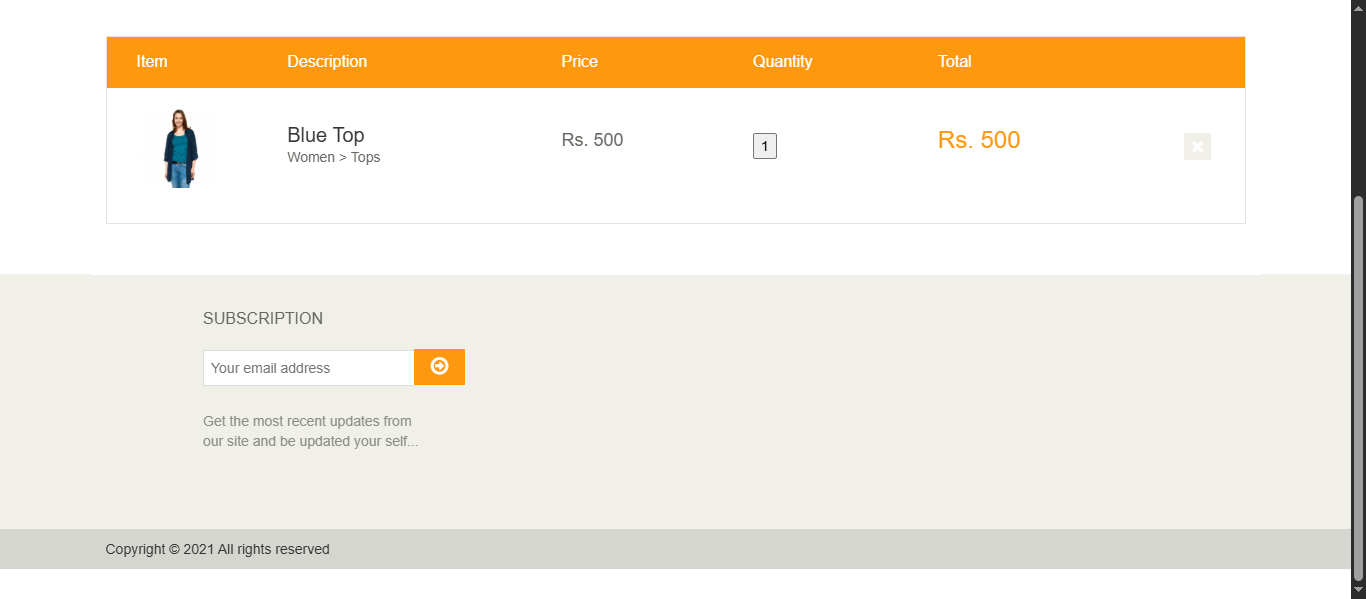 Item Description Price Quantity Total
Blue Top Rs. 500 1 Rs. 500
Women > Tops
SUBSCRIPTION
Your email address
Get the most recent updates from
our site and be updated your self...
Copyright © 2021 All rights reserved